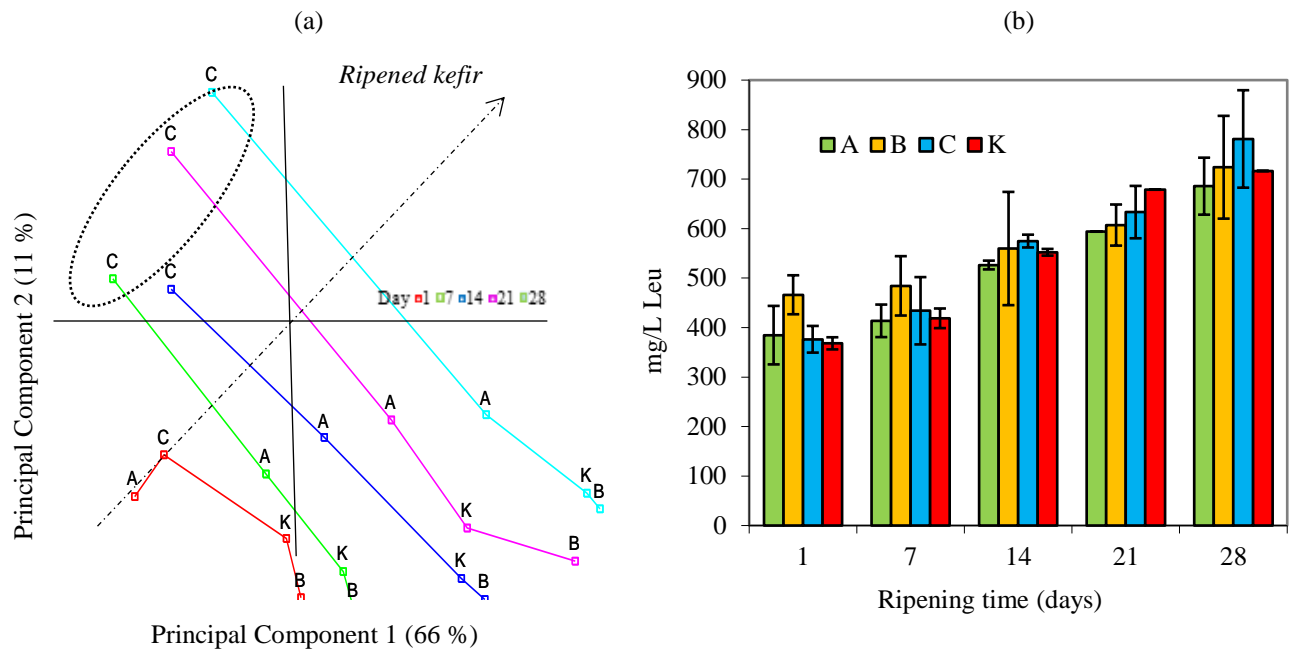 (a)
Ripened kefir
C
C
C
C
Day 1 7 14 21 28
A
A
A
C
A
A
K
B
K
B
K
K
B
B
K
B
Principal Component 2 (11 %)
Principal Component 1 (66 %)
(b)
900
800
700
600
500
400
300
200
100
0
A B C K
mg/L Leu
1 7 14 21 28
Ripening time (days)